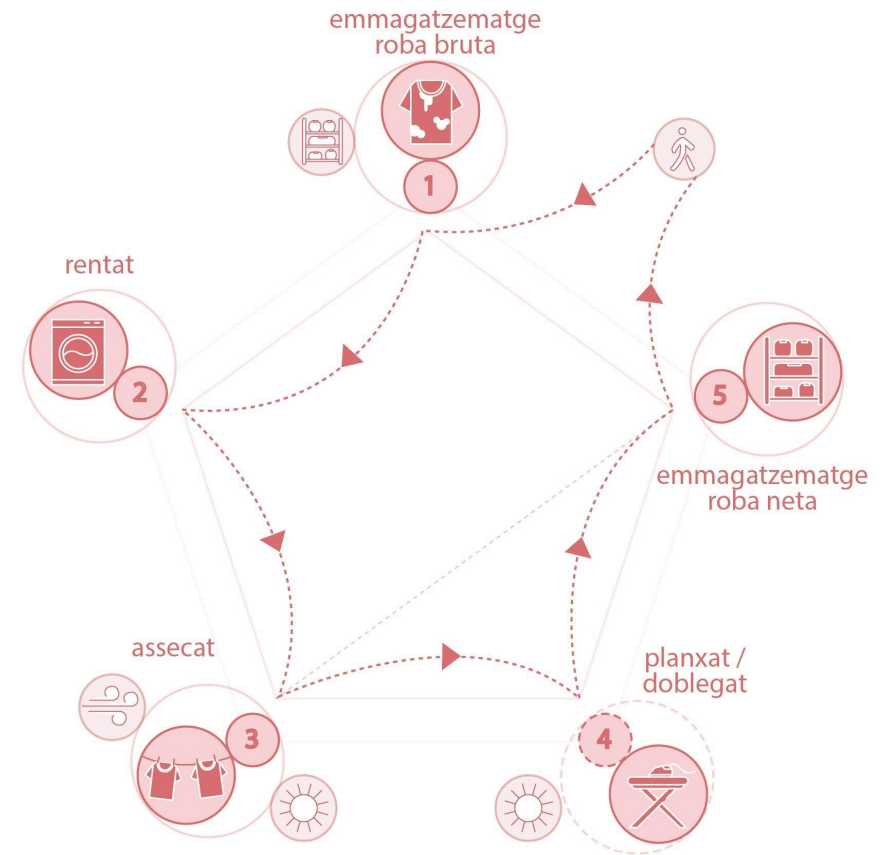 emmagatzematge
roba bruta
1
rentat
2
5
emmagatzematge
roba neta
assecat
3
planxat /
doblegat
4